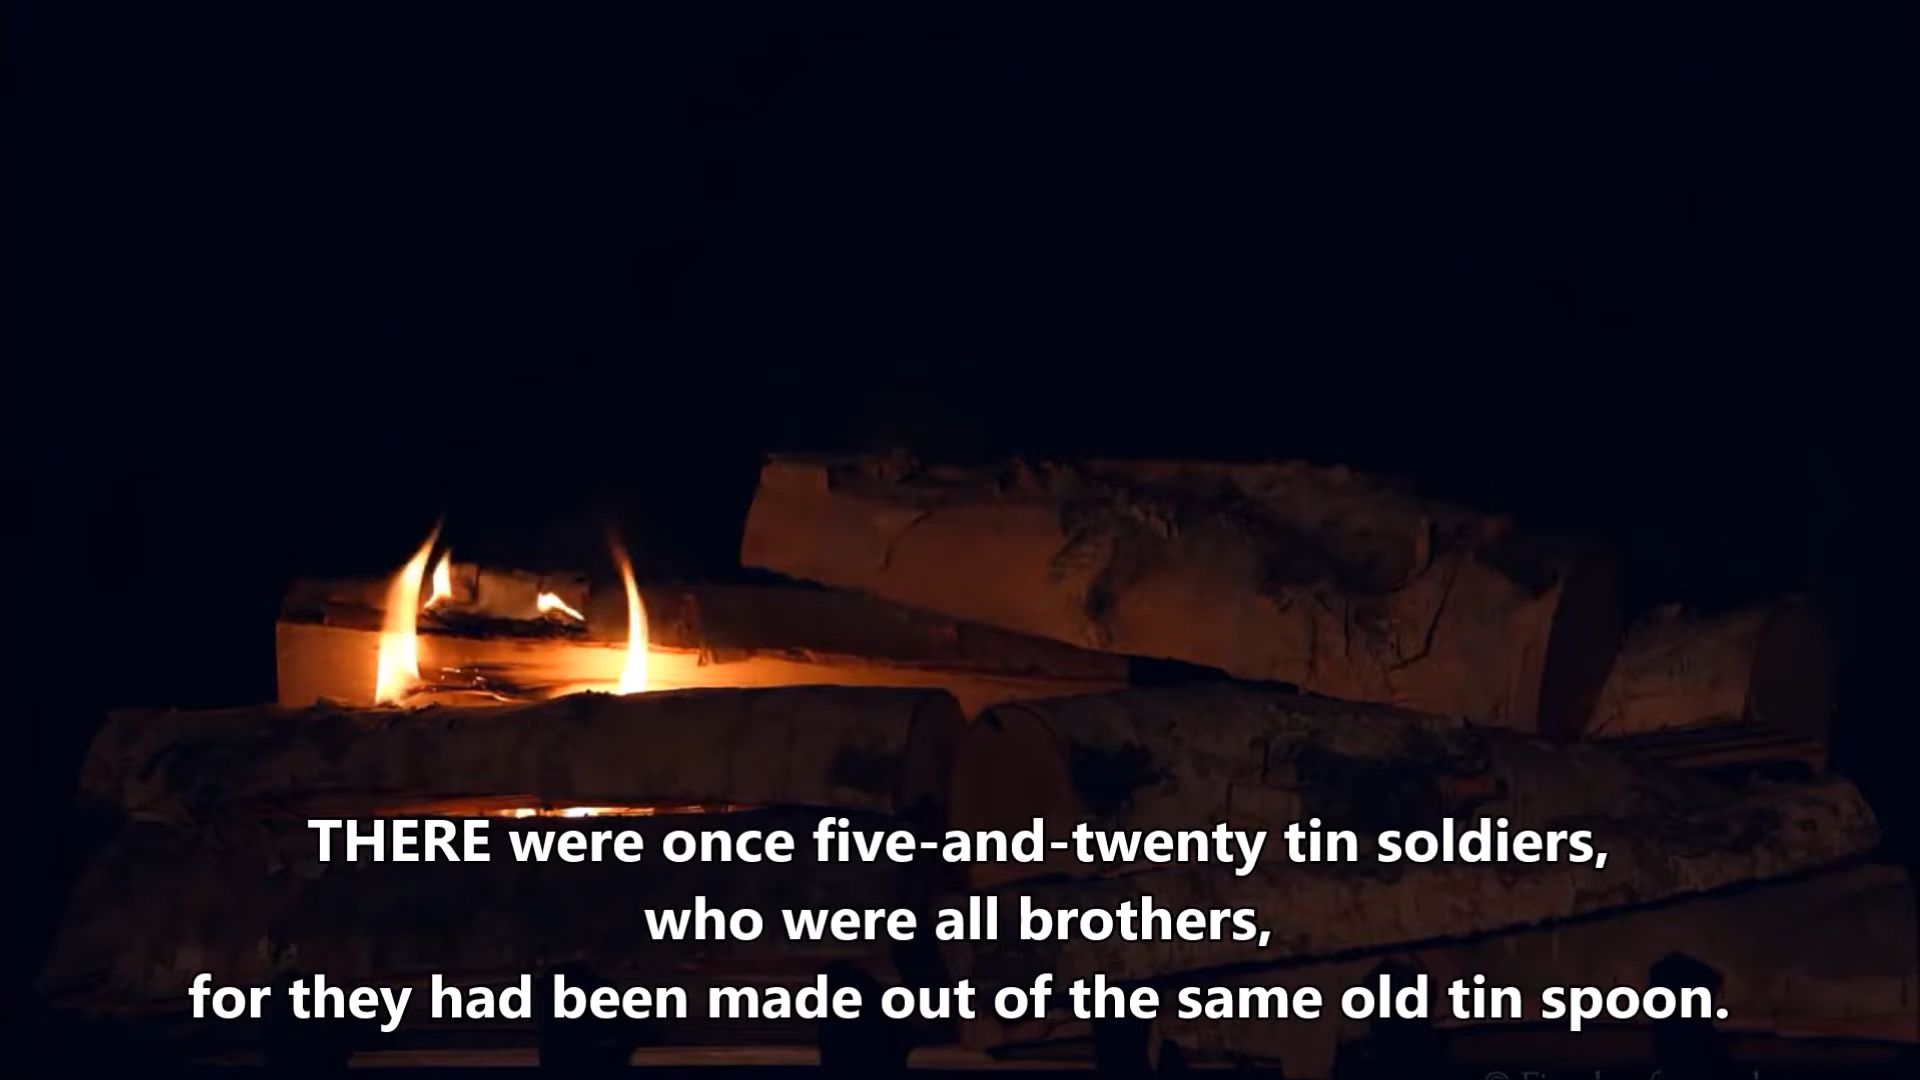 THERE were once five-and-twenty tin soldiers,
who were all brothers,
for they had been made out of the same old tin spoon.